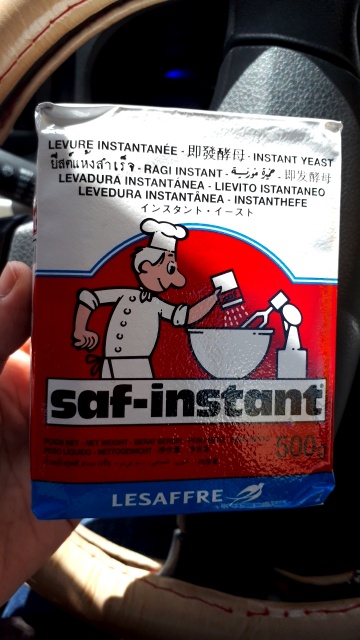 LEVURE INSTANTANÉE - 即發酵母 - INSTANT YEAST
ยีสต์แห้งสำเร็จ - RAGI INSTANT - خميرة فورية - 即发酵母
LEVADURA INSTANTÁNEA - LIEVITO ISTANTANEO
LEVEDURA INSTANTÂNEA - INSTANTHEFE
インスタント・イースト
saf-instant
NET WEIGHT
500g
LESAFFRE